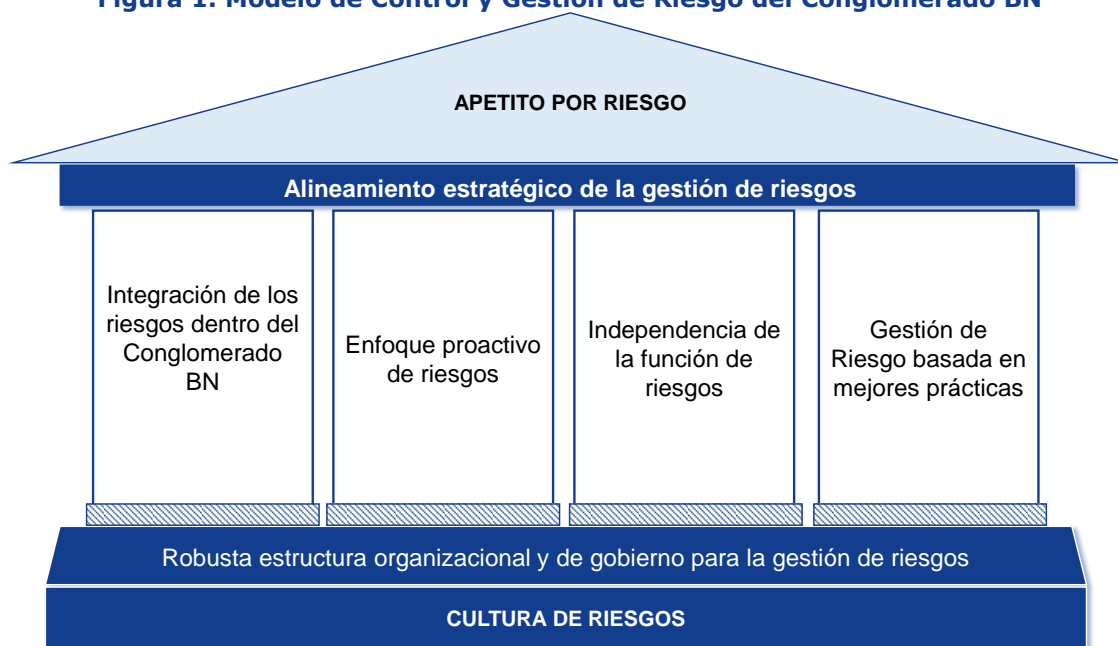 Figura 1. Modelo de Control y Gestión de Riesgo del Conglomerado BN
APETITO POR RIESGO
Alineamiento estratégico de la gestión de riesgos
Integración de los
riesgos dentro del
Conglomerado
BN
Enfoque proactivo
de riesgos
Independencia de
la función de
riesgos
Gestión de
Riesgo basada en
mejores prácticas
Robusta estructura organizacional y de gobierno para la gestión de riesgos
CULTURA DE RIESGOS